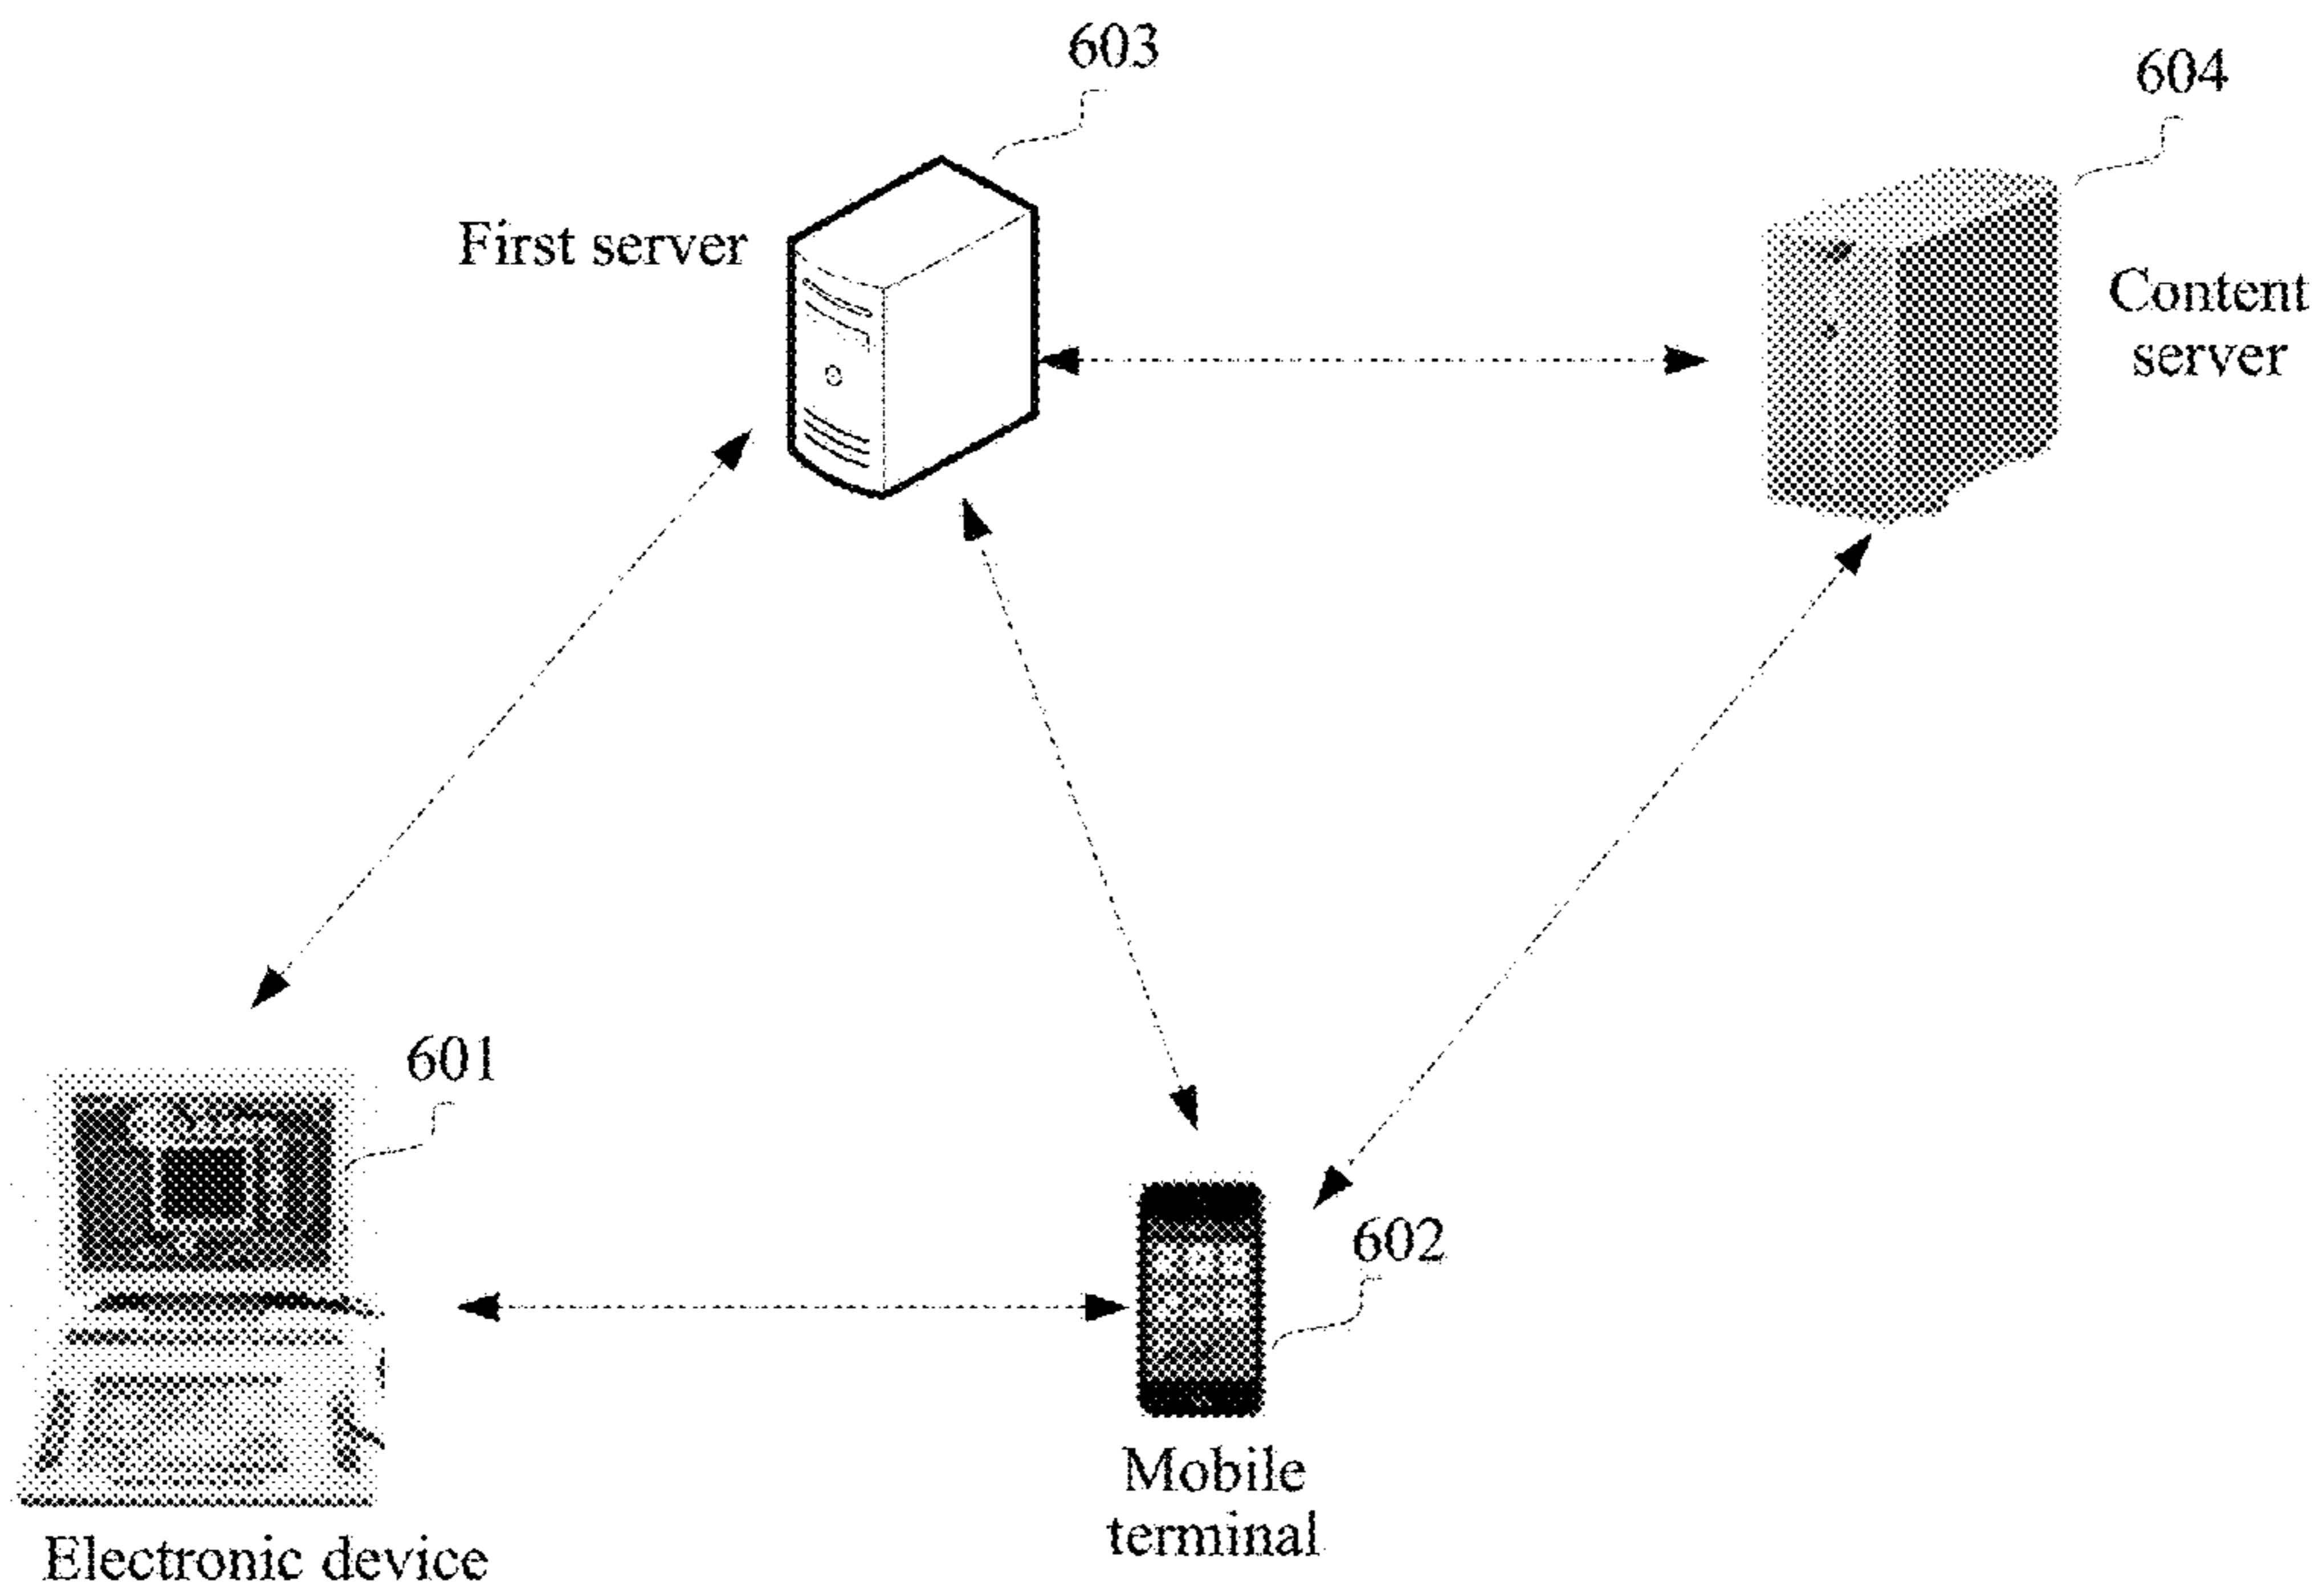 603
604
First server
Content
server
601
602
Mobile
terminal
Electronic device